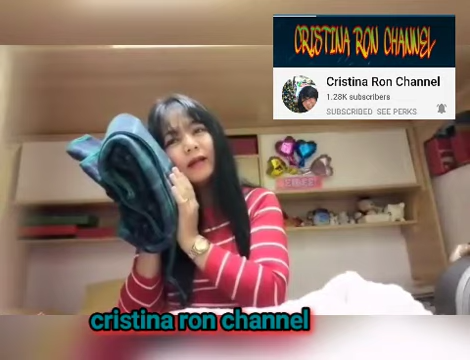 CRISTINA RON CHANNEL
Cristina Ron Channel
1.28K subscribers
SUBSCRIBED SEE PERKS
cristina ron channel